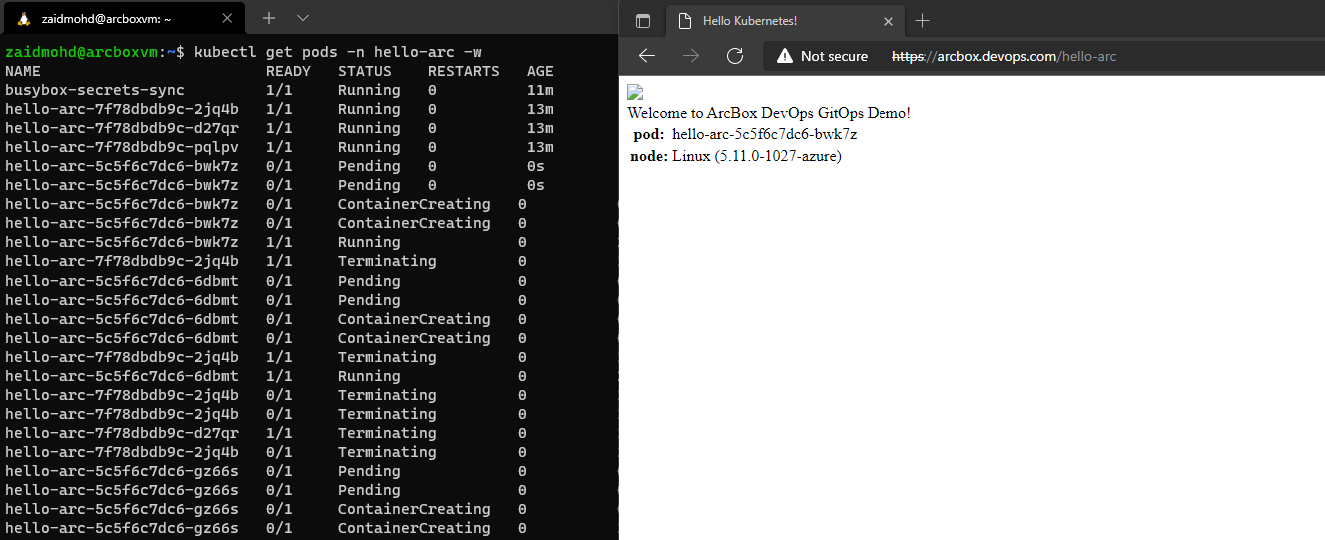 zaidmohd@arcboxvm: ~
zaidmohd@arcboxvm:~$ kubectl get pods -n hello-arc -w
NAME READY STATUS RESTARTS AGE
busybox-secrets-sync 1/1 Running 0 11m
hello-arc-7f78dbdb9c-2jq4b 1/1 Running 0 13m
hello-arc-7f78dbdb9c-d27qr 1/1 Running 0 13m
hello-arc-7f78dbdb9c-pqlpv 1/1 Running 0 13m
hello-arc-5c5f6c7dc6-bwk7z 0/1 Pending 0 0s
hello-arc-5c5f6c7dc6-bwk7z 0/1 Pending 0 0s
hello-arc-5c5f6c7dc6-bwk7z 0/1 ContainerCreating 0
hello-arc-5c5f6c7dc6-bwk7z 0/1 ContainerCreating 0
hello-arc-5c5f6c7dc6-bwk7z 1/1 Running 0
hello-arc-7f78dbdb9c-2jq4b 1/1 Terminating 0
hello-arc-5c5f6c7dc6-6dbmt 0/1 Pending 0
hello-arc-5c5f6c7dc6-6dbmt 0/1 Pending 0
hello-arc-5c5f6c7dc6-6dbmt 0/1 ContainerCreating 0
hello-arc-5c5f6c7dc6-6dbmt 0/1 ContainerCreating 0
hello-arc-7f78dbdb9c-2jq4b 1/1 Terminating 0
hello-arc-5c5f6c7dc6-6dbmt 1/1 Running 0
hello-arc-7f78dbdb9c-2jq4b 0/1 Terminating 0
hello-arc-7f78dbdb9c-2jq4b 0/1 Terminating 0
hello-arc-7f78dbdb9c-d27qr 1/1 Terminating 0
hello-arc-7f78dbdb9c-2jq4b 0/1 Terminating 0
hello-arc-5c5f6c7dc6-gz66s 0/1 Pending 0
hello-arc-5c5f6c7dc6-gz66s 0/1 Pending 0
hello-arc-5c5f6c7dc6-gz66s 0/1 ContainerCreating 0
hello-arc-5c5f6c7dc6-gz66s 0/1 ContainerCreating 0
Hello Kubernetes!
Not secure https://arcbox.devops.com/hello-arc
Welcome to ArcBox DevOps GitOps Demo!
pod: hello-arc-5c5f6c7dc6-bwk7z
node: Linux (5.11.0-1027-azure)